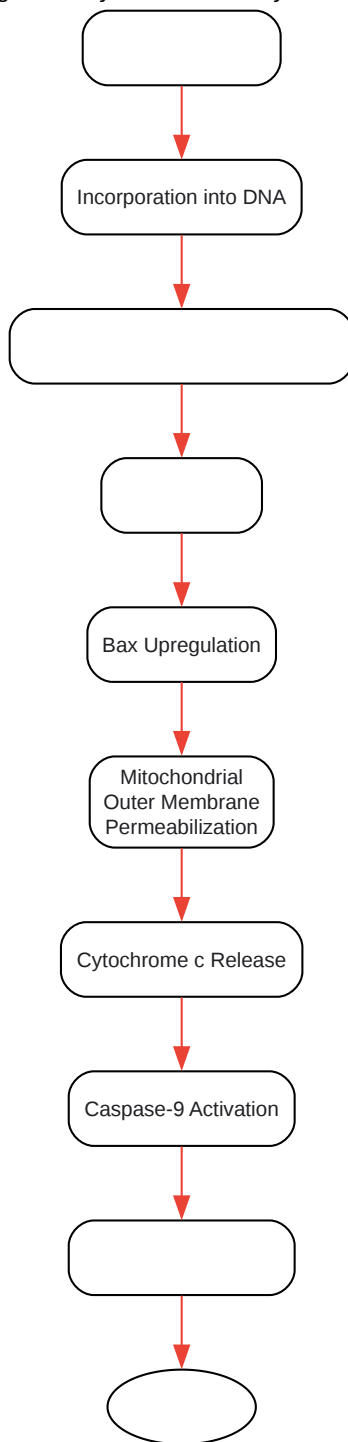 Incorporation into DNA
Bax Upregulation
Mitochondrial
Outer Membrane
Permeabilization
Cytochrome c Release
Caspase-9 Activation